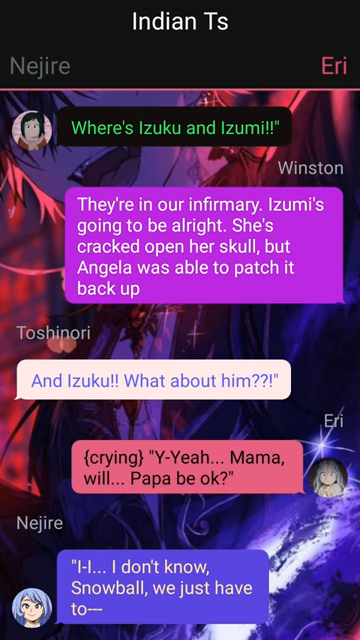 Indian Ts
Nejire
Eri
Where's Izuku and Izumi!!"
Winston
They're in our infirmary. Izumi's
going to be alright. She's
cracked open her skull, but
Angela was able to patch it
back up
Toshinori
And Izuku!! What about him??!"
Eri
{crying} "Y-Yeah... Mama,
will... Papa be ok?"
Nejire
"I-I... I don't know,
Snowball, we just have
to---